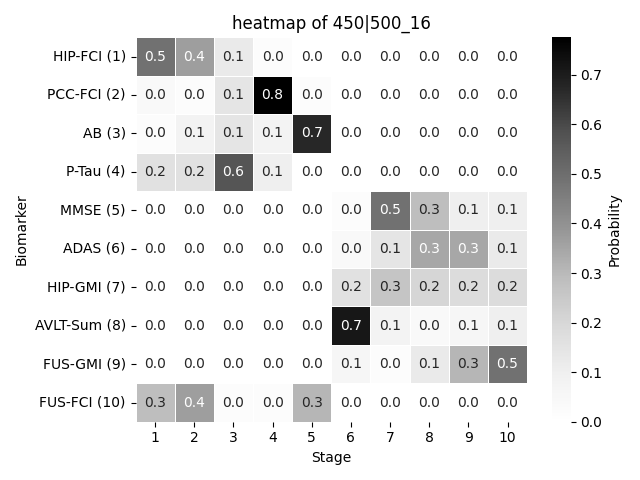 heatmap of 450|500_16
HIP-FCI (1) 0.5 0.4 0.1 0.0 0.0 0.0 0.0 0.0 0.0 0.0
PCC-FCI (2) 0.0 0.0 0.1 0.8 0.0 0.0 0.0 0.0 0.0 0.0
AB (3) 0.0 0.1 0.1 0.1 0.7 0.0 0.0 0.0 0.0 0.0
P-Tau (4) 0.2 0.2 0.6 0.1 0.0 0.0 0.0 0.0 0.0 0.0
MMSE (5) 0.0 0.0 0.0 0.0 0.0 0.0 0.5 0.3 0.1 0.1
ADAS (6) 0.0 0.0 0.0 0.0 0.0 0.0 0.1 0.3 0.3 0.1
HIP-GMI (7) 0.0 0.0 0.0 0.0 0.0 0.2 0.3 0.2 0.2 0.2
AVLT-Sum (8) 0.0 0.0 0.0 0.0 0.0 0.7 0.1 0.0 0.1 0.1
FUS-GMI (9) 0.0 0.0 0.0 0.0 0.0 0.1 0.0 0.1 0.3 0.5
FUS-FCI (10) 0.3 0.4 0.0 0.0 0.3 0.0 0.0 0.0 0.0 0.0
1 2 3 4 5 6 7 8 9 10
Stage
Biomarker
0.7
0.6
0.5
0.4
0.3
0.2
0.1
0.0
Probability